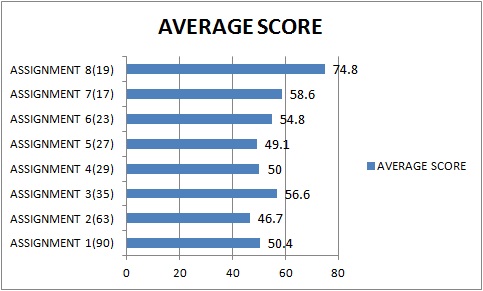 AVERAGE SCORE
ASSIGNMENT 8(19) 74.8
ASSIGNMENT 7(17) 58.6
ASSIGNMENT 6(23) 54.8
ASSIGNMENT 5(27) 49.1
ASSIGNMENT 4(29) 50
ASSIGNMENT 3(35) 56.6
ASSIGNMENT 2(63) 46.7
ASSIGNMENT 1(90) 50.4
0 20 40 60 80
AVERAGE SCORE